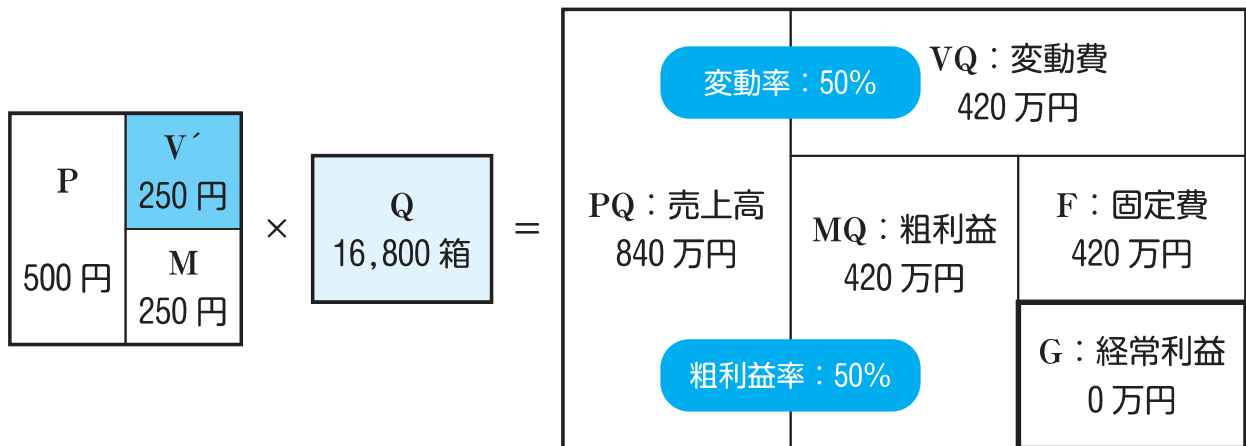 P
500 円
V´
250 円
M
250 円
×
Q
16,800 箱
=
PQ：売上高
840 万円
変動率：50%
VQ：変動費
420 万円
MQ：粗利益
420 万円
粗利益率：50%
F：固定費
420 万円
G：経常利益
0 万円